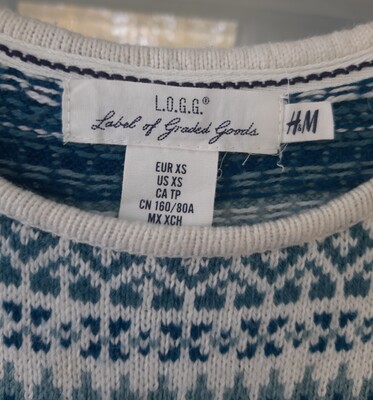 L.O.G.G.®
Label of Graded Goods
H&M
EUR XS
US XS
CA TP
CN 160/80A
MX XCH